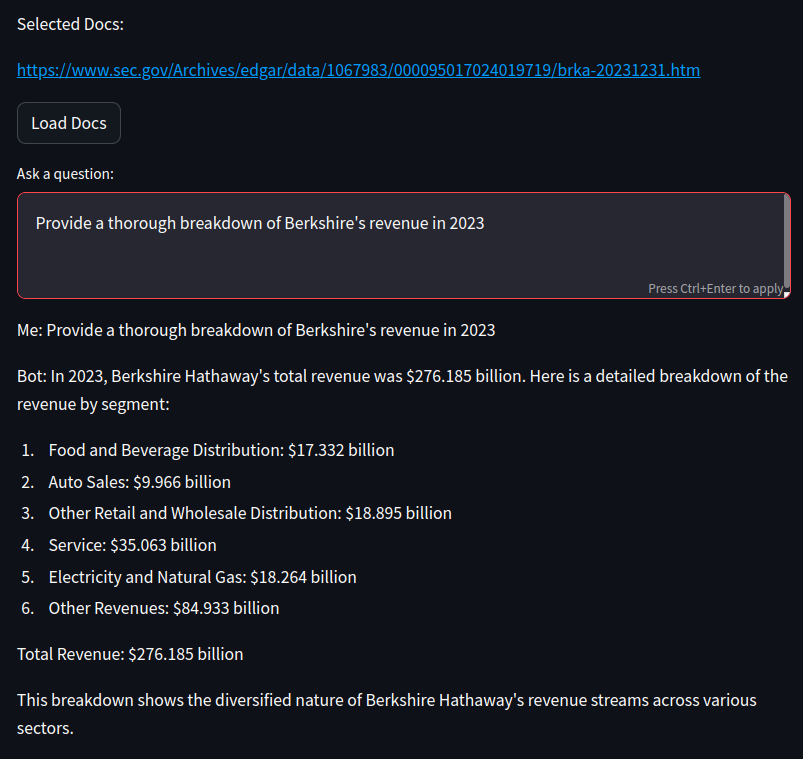 Selected Docs:
https://www.sec.gov/Archives/edgar/data/1067983/000095017024019719/brka-20231231.htm
Load Docs
Ask a question:
Provide a thorough breakdown of Berkshire's revenue in 2023
Press Ctrl+Enter to apply
Me: Provide a thorough breakdown of Berkshire's revenue in 2023
Bot: In 2023, Berkshire Hathaway's total revenue was $276.185 billion. Here is a detailed breakdown of the
revenue by segment:
1. Food and Beverage Distribution: $17.332 billion
2. Auto Sales: $9.966 billion
3. Other Retail and Wholesale Distribution: $18.895 billion
4. Service: $35.063 billion
5. Electricity and Natural Gas: $18.264 billion
6. Other Revenues: $84.933 billion
Total Revenue: $276.185 billion
This breakdown shows the diversified nature of Berkshire Hathaway's revenue streams across various
sectors.